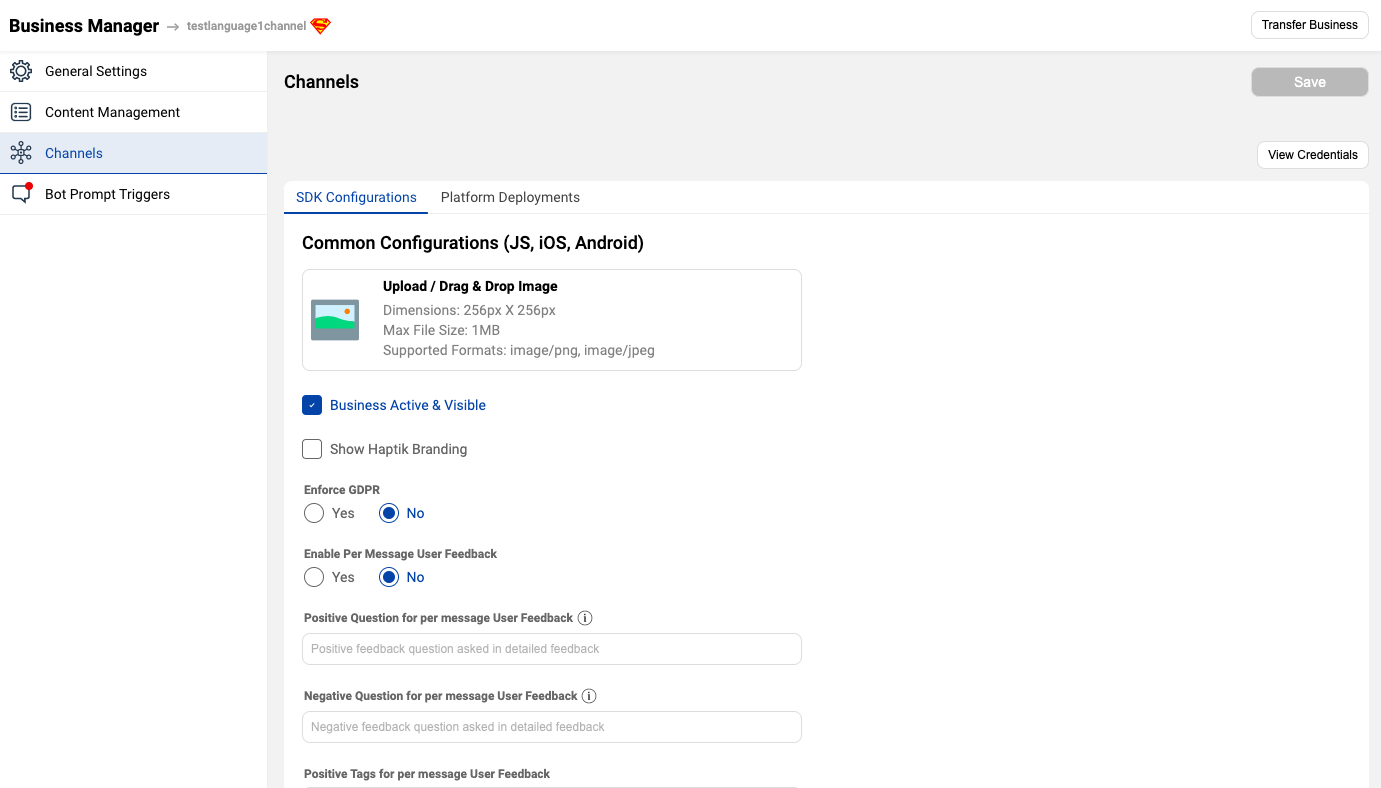 Business Manager → testlanguage1channel
Transfer Business
General Settings
Content Management
Channels
Bot Prompt Triggers
Channels
Save
View Credentials
SDK Configurations Platform Deployments
Common Configurations (JS, iOS, Android)
Upload / Drag & Drop Image
Dimensions: 256px X 256px
Max File Size: 1MB
Supported Formats: image/png, image/jpeg
Business Active & Visible
Show Haptik Branding
Enforce GDPR
Yes No
Enable Per Message User Feedback
Yes No
Positive Question for per message User Feedback
Positive feedback question asked in detailed feedback
Negative Question for per message User Feedback
Negative feedback question asked in detailed feedback
Positive Tags for per message User Feedback